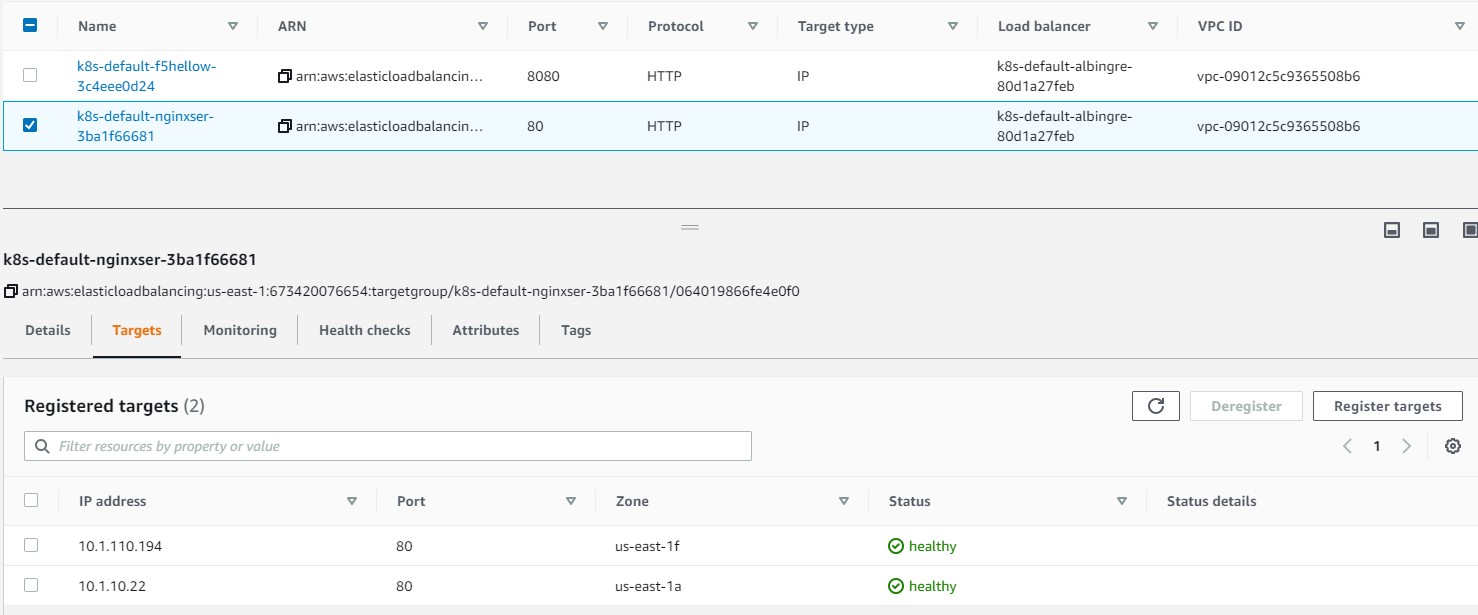 Name ARN Port Protocol Target type Load balancer VPC ID
k8s-default-f5hellow-
3c4eee0d24 arn:aws:elasticloadbalancin... 8080 HTTP IP k8s-default-albingre-
80d1a27feb vpc-09012c5c9365508b6
k8s-default-nginxser-
3ba1f66681 arn:aws:elasticloadbalancin... 80 HTTP IP k8s-default-albingre-
80d1a27feb vpc-09012c5c9365508b6
k8s-default-nginxser-3ba1f66681
arn:aws:elasticloadbalancing:us-east-1:673420076654:targetgroup/k8s-default-nginxser-3ba1f66681/064019866fe4e0f0
Details Targets Monitoring Health checks Attributes Tags
Registered targets (2) Deregister Register targets
Filter resources by property or value 1
IP address Port Zone Status Status details
10.1.110.194 80 us-east-1f healthy
10.1.10.22 80 us-east-1a healthy